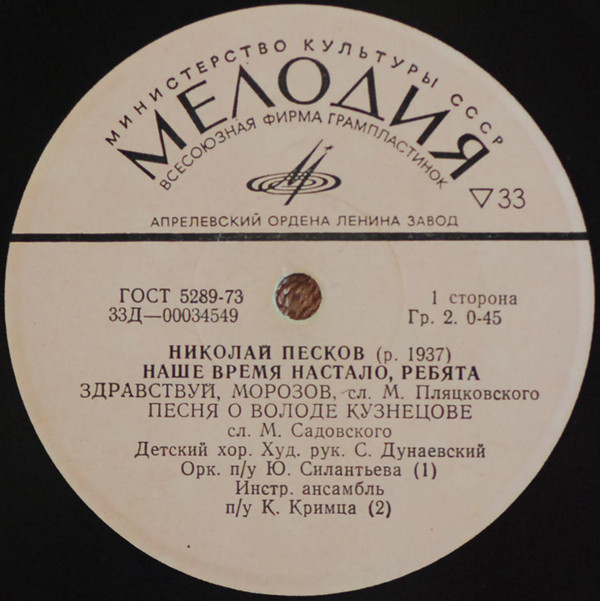 МИНИСТЕРСТВО КУЛЬТУРЫ СССР
МЕЛОДИЯ
ВСЕСОЮЗНАЯ ФИРМА ГРАМПЛАСТИНОК
▽33
АПРЕЛЕВСКИЙ ОРДЕНА ЛЕНИНА ЗАВОД
ГОСТ 5289-73
33Д—00034549
1 сторона
Гр. 2. 0-45
НИКОЛАЙ ПЕСКОВ (р. 1937)
НАШЕ ВРЕМЯ НАСТАЛО, РЕБЯТА
ЗДРАВСТВУЙ, МОРОЗОВ, сл. М. Пляцковского
ПЕСНЯ О ВОЛОДЕ КУЗНЕЦОВЕ
сл. М. Садовского
Детский хор. Худ. рук. С. Дунаевский
Орк. п/у Ю. Силантьева (1)
Инстр. ансамбль
п/у К. Кримца (2)